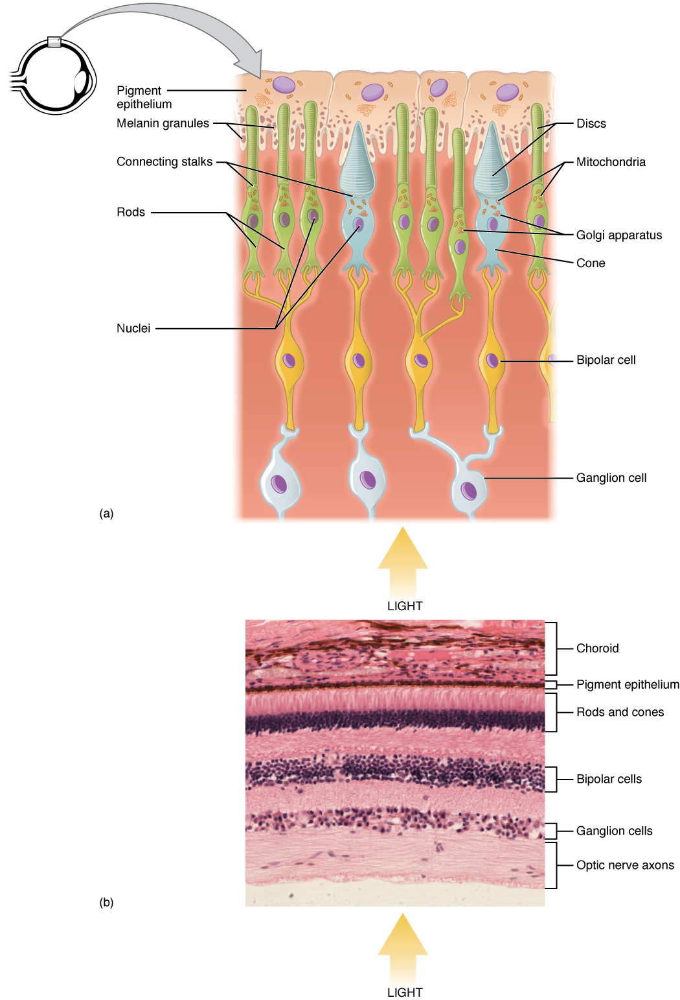 Pigment
epithelium
Melanin granules
Connecting stalks
Rods
Nuclei
Discs
Mitochondria
Golgi apparatus
Cone
Bipolar cell
Ganglion cell
(a)
LIGHT
Choroid
Pigment epithelium
Rods and cones
Bipolar cells
Ganglion cells
Optic nerve axons
(b)
LIGHT